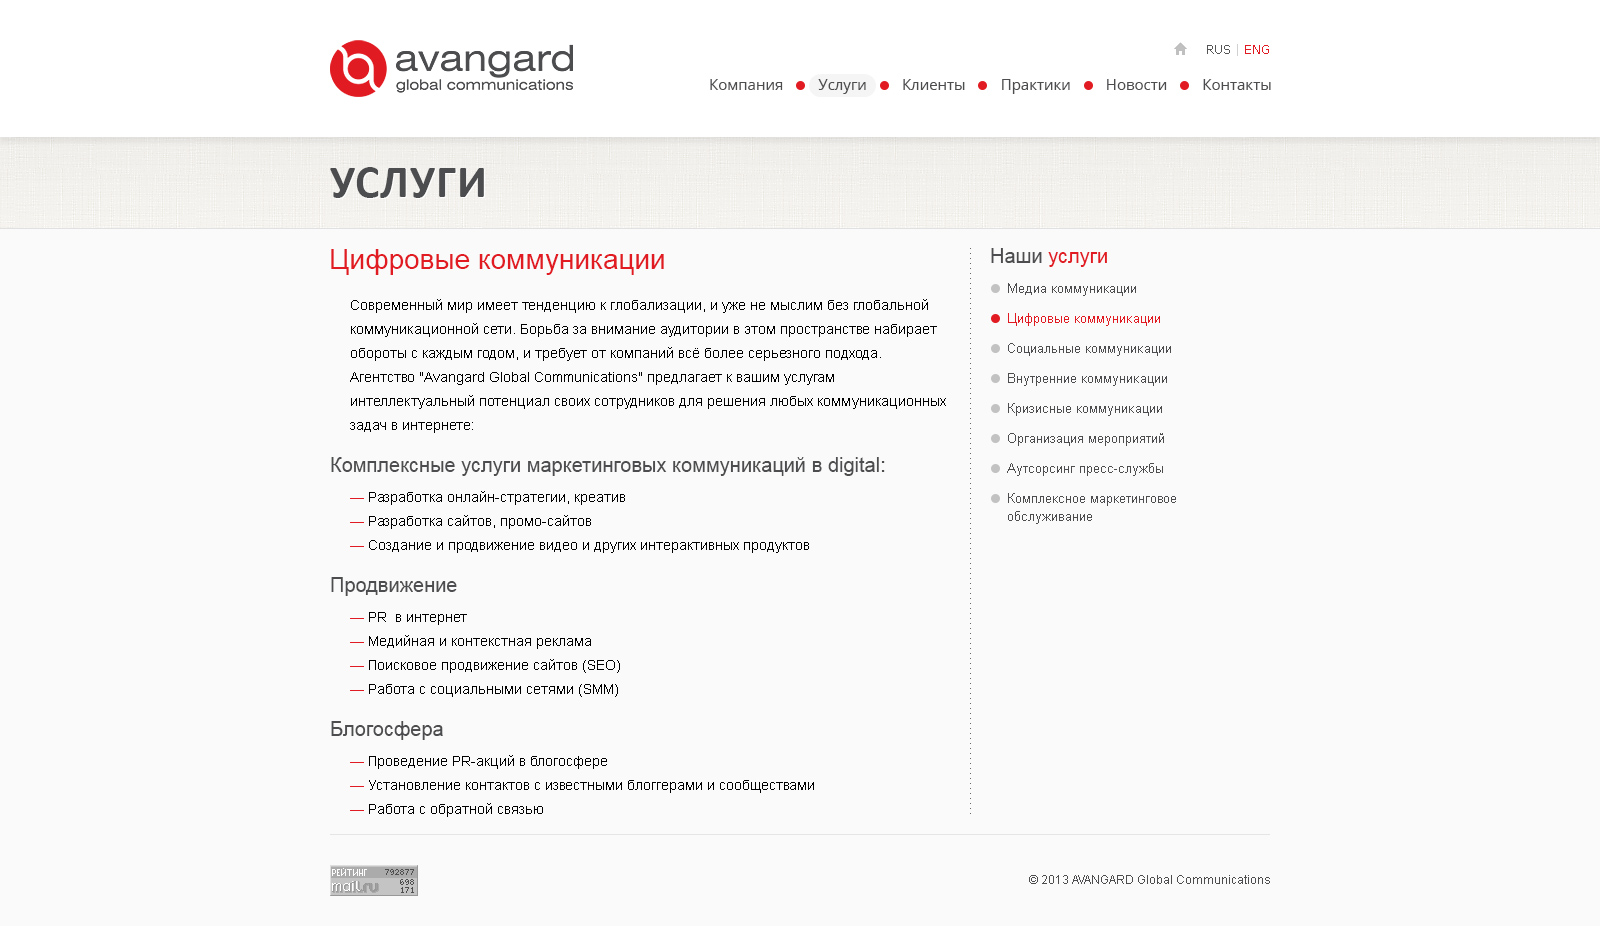 avangard
global communications
RUS | ENG
Компания Услуги Клиенты Практики Новости Контакты
УСЛУГИ
Цифровые коммуникации
Современный мир имеет тенденцию к глобализации, и уже не мыслим без глобальной
коммуникационной сети. Борьба за внимание аудитории в этом пространстве набирает
обороты с каждым годом, и требует от компаний всё более серьезного подхода.
Агентство "Avangard Global Communications" предлагает к вашим услугам
интеллектуальный потенциал своих сотрудников для решения любых коммуникационных
задач в интернете:
Комплексные услуги маркетинговых коммуникаций в digital:
— Разработка онлайн-стратегии, креатив
— Разработка сайтов, промо-сайтов
— Создание и продвижение видео и других интерактивных продуктов
Продвижение
— PR в интернет
— Медийная и контекстная реклама
— Поисковое продвижение сайтов (SEO)
— Работа с социальными сетями (SMM)
Блогосфера
— Проведение PR-акций в блогосфере
— Установление контактов с известными блоггерами и сообществами
— Работа с обратной связью
Наши услуги
Медиа коммуникации
Цифровые коммуникации
Социальные коммуникации
Внутренние коммуникации
Кризисные коммуникации
Организация мероприятий
Аутсорсинг пресс-службы
Комплексное маркетинговое
обслуживание
РЕЙТИНГ 792877
mail.ru 698
171
© 2013 AVANGARD Global Communications